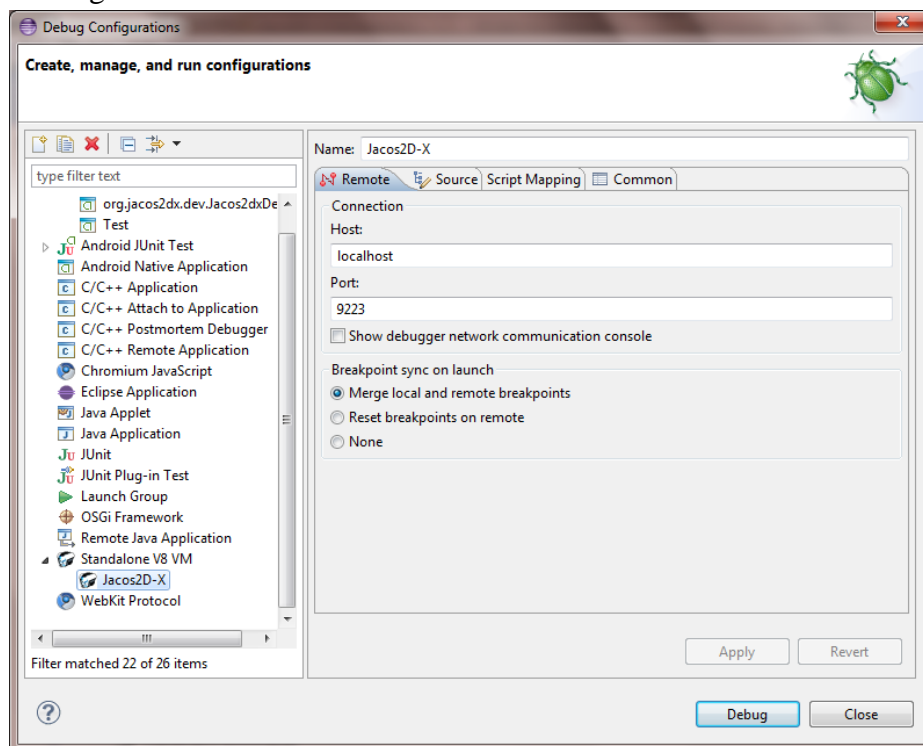 Debug Configurations
Create, manage, and run configurations
type filter text
org.jacos2dx.dev.Jacos2dxDe
Test
Android JUnit Test
Android Native Application
C/C++ Application
C/C++ Attach to Application
C/C++ Postmortem Debugger
C/C++ Remote Application
Chromium JavaScript
Eclipse Application
Java Applet
Java Application
JUnit
JUnit Plug-in Test
Launch Group
OSGi Framework
Remote Java Application
Standalone V8 VM
Jacos2D-X
WebKit Protocol
Filter matched 22 of 26 items
Name: Jacos2D-X
Remote Source Script Mapping Common
Connection
Host:
localhost
Port:
9223
Show debugger network communication console
Breakpoint sync on launch
Merge local and remote breakpoints
Reset breakpoints on remote
None
Apply Revert
Debug Close